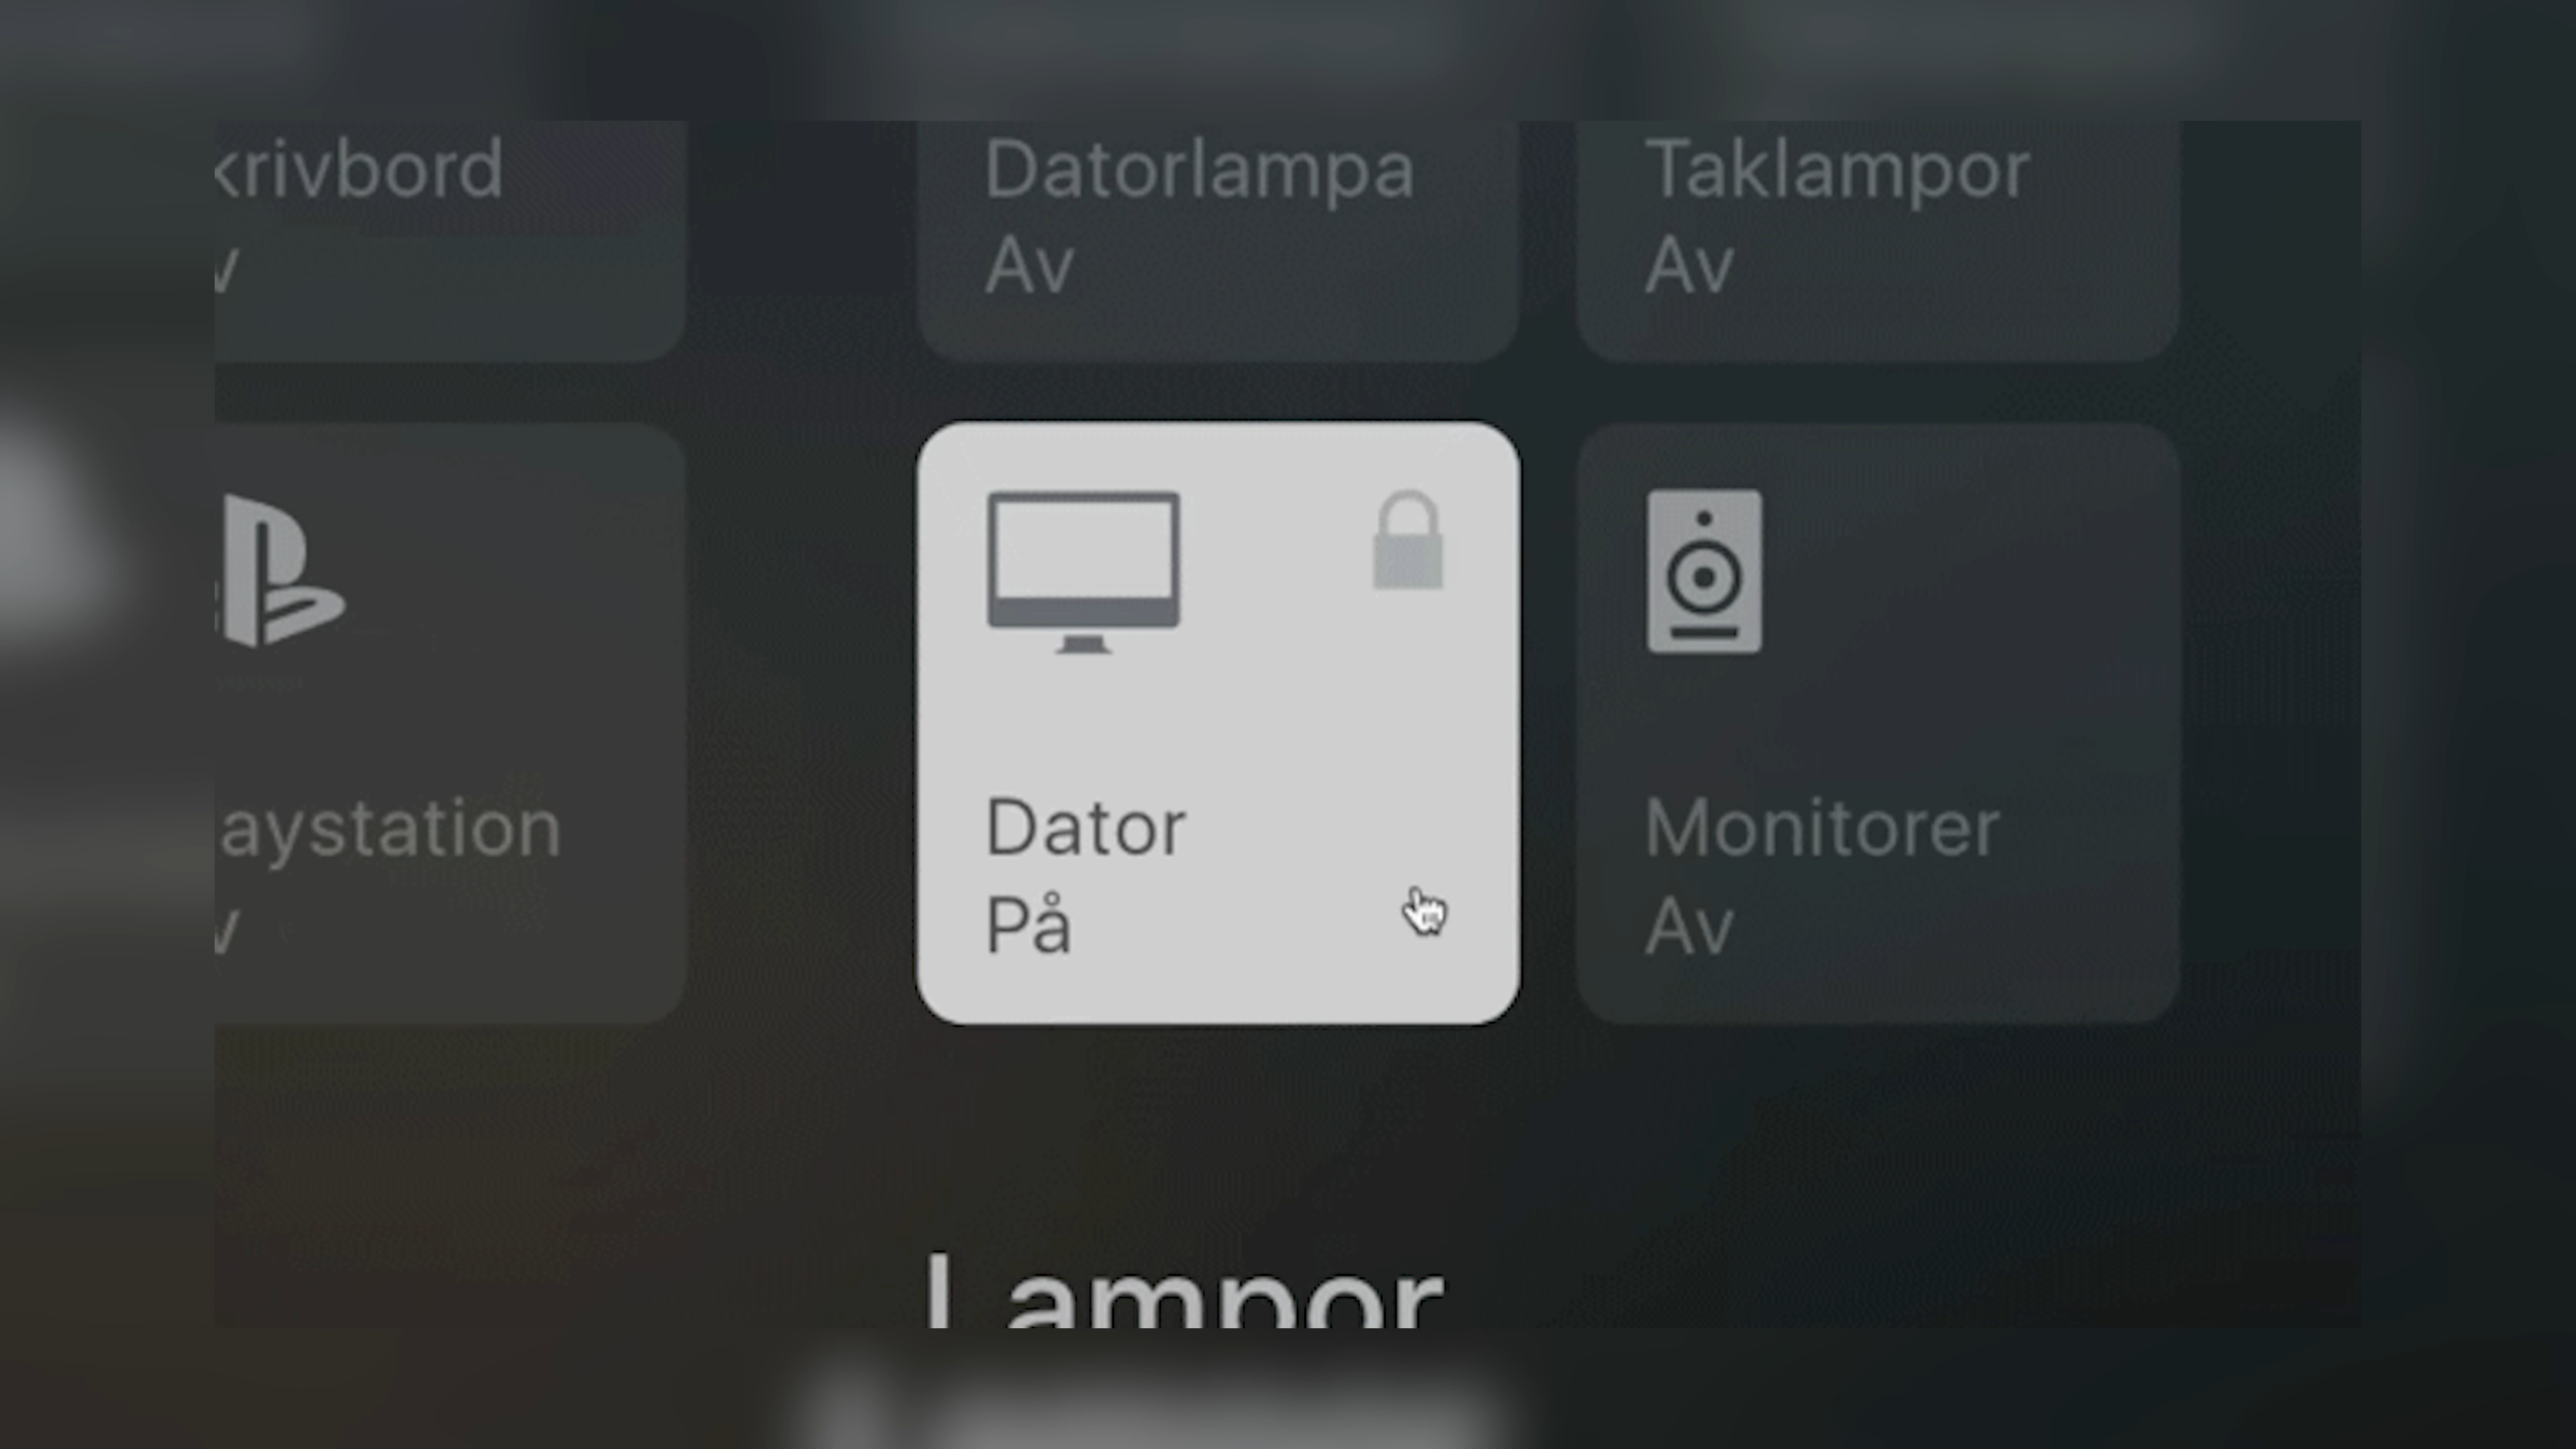 krivbord
v
Datorlampa
Av
Taklampor
Av
aystation
v
Dator
På
Monitorer
Av
Lampor